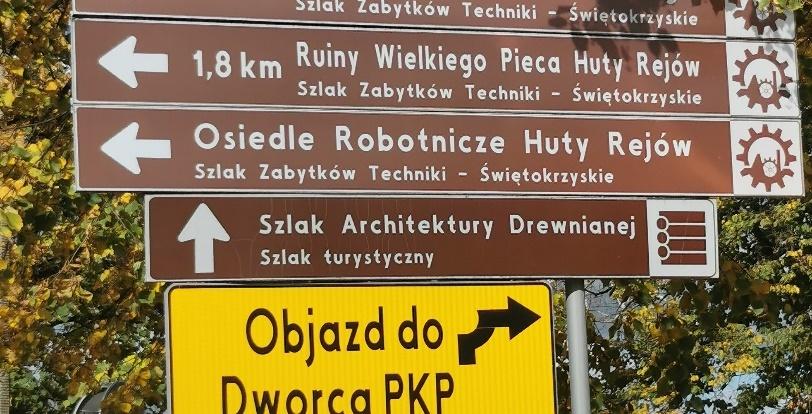 Szlak Zabytków Techniki - Świętokrzyskie
1,8 km Ruiny Wielkiego Pieca Huty Rejów
Szlak Zabytków Techniki - Świętokrzyskie
Osiedle Robotnicze Huty Rejów
Szlak Zabytków Techniki - Świętokrzyskie
Szlak Architektury Drewnianej
Szlak turystyczny
Objazd do
Dworca PKP